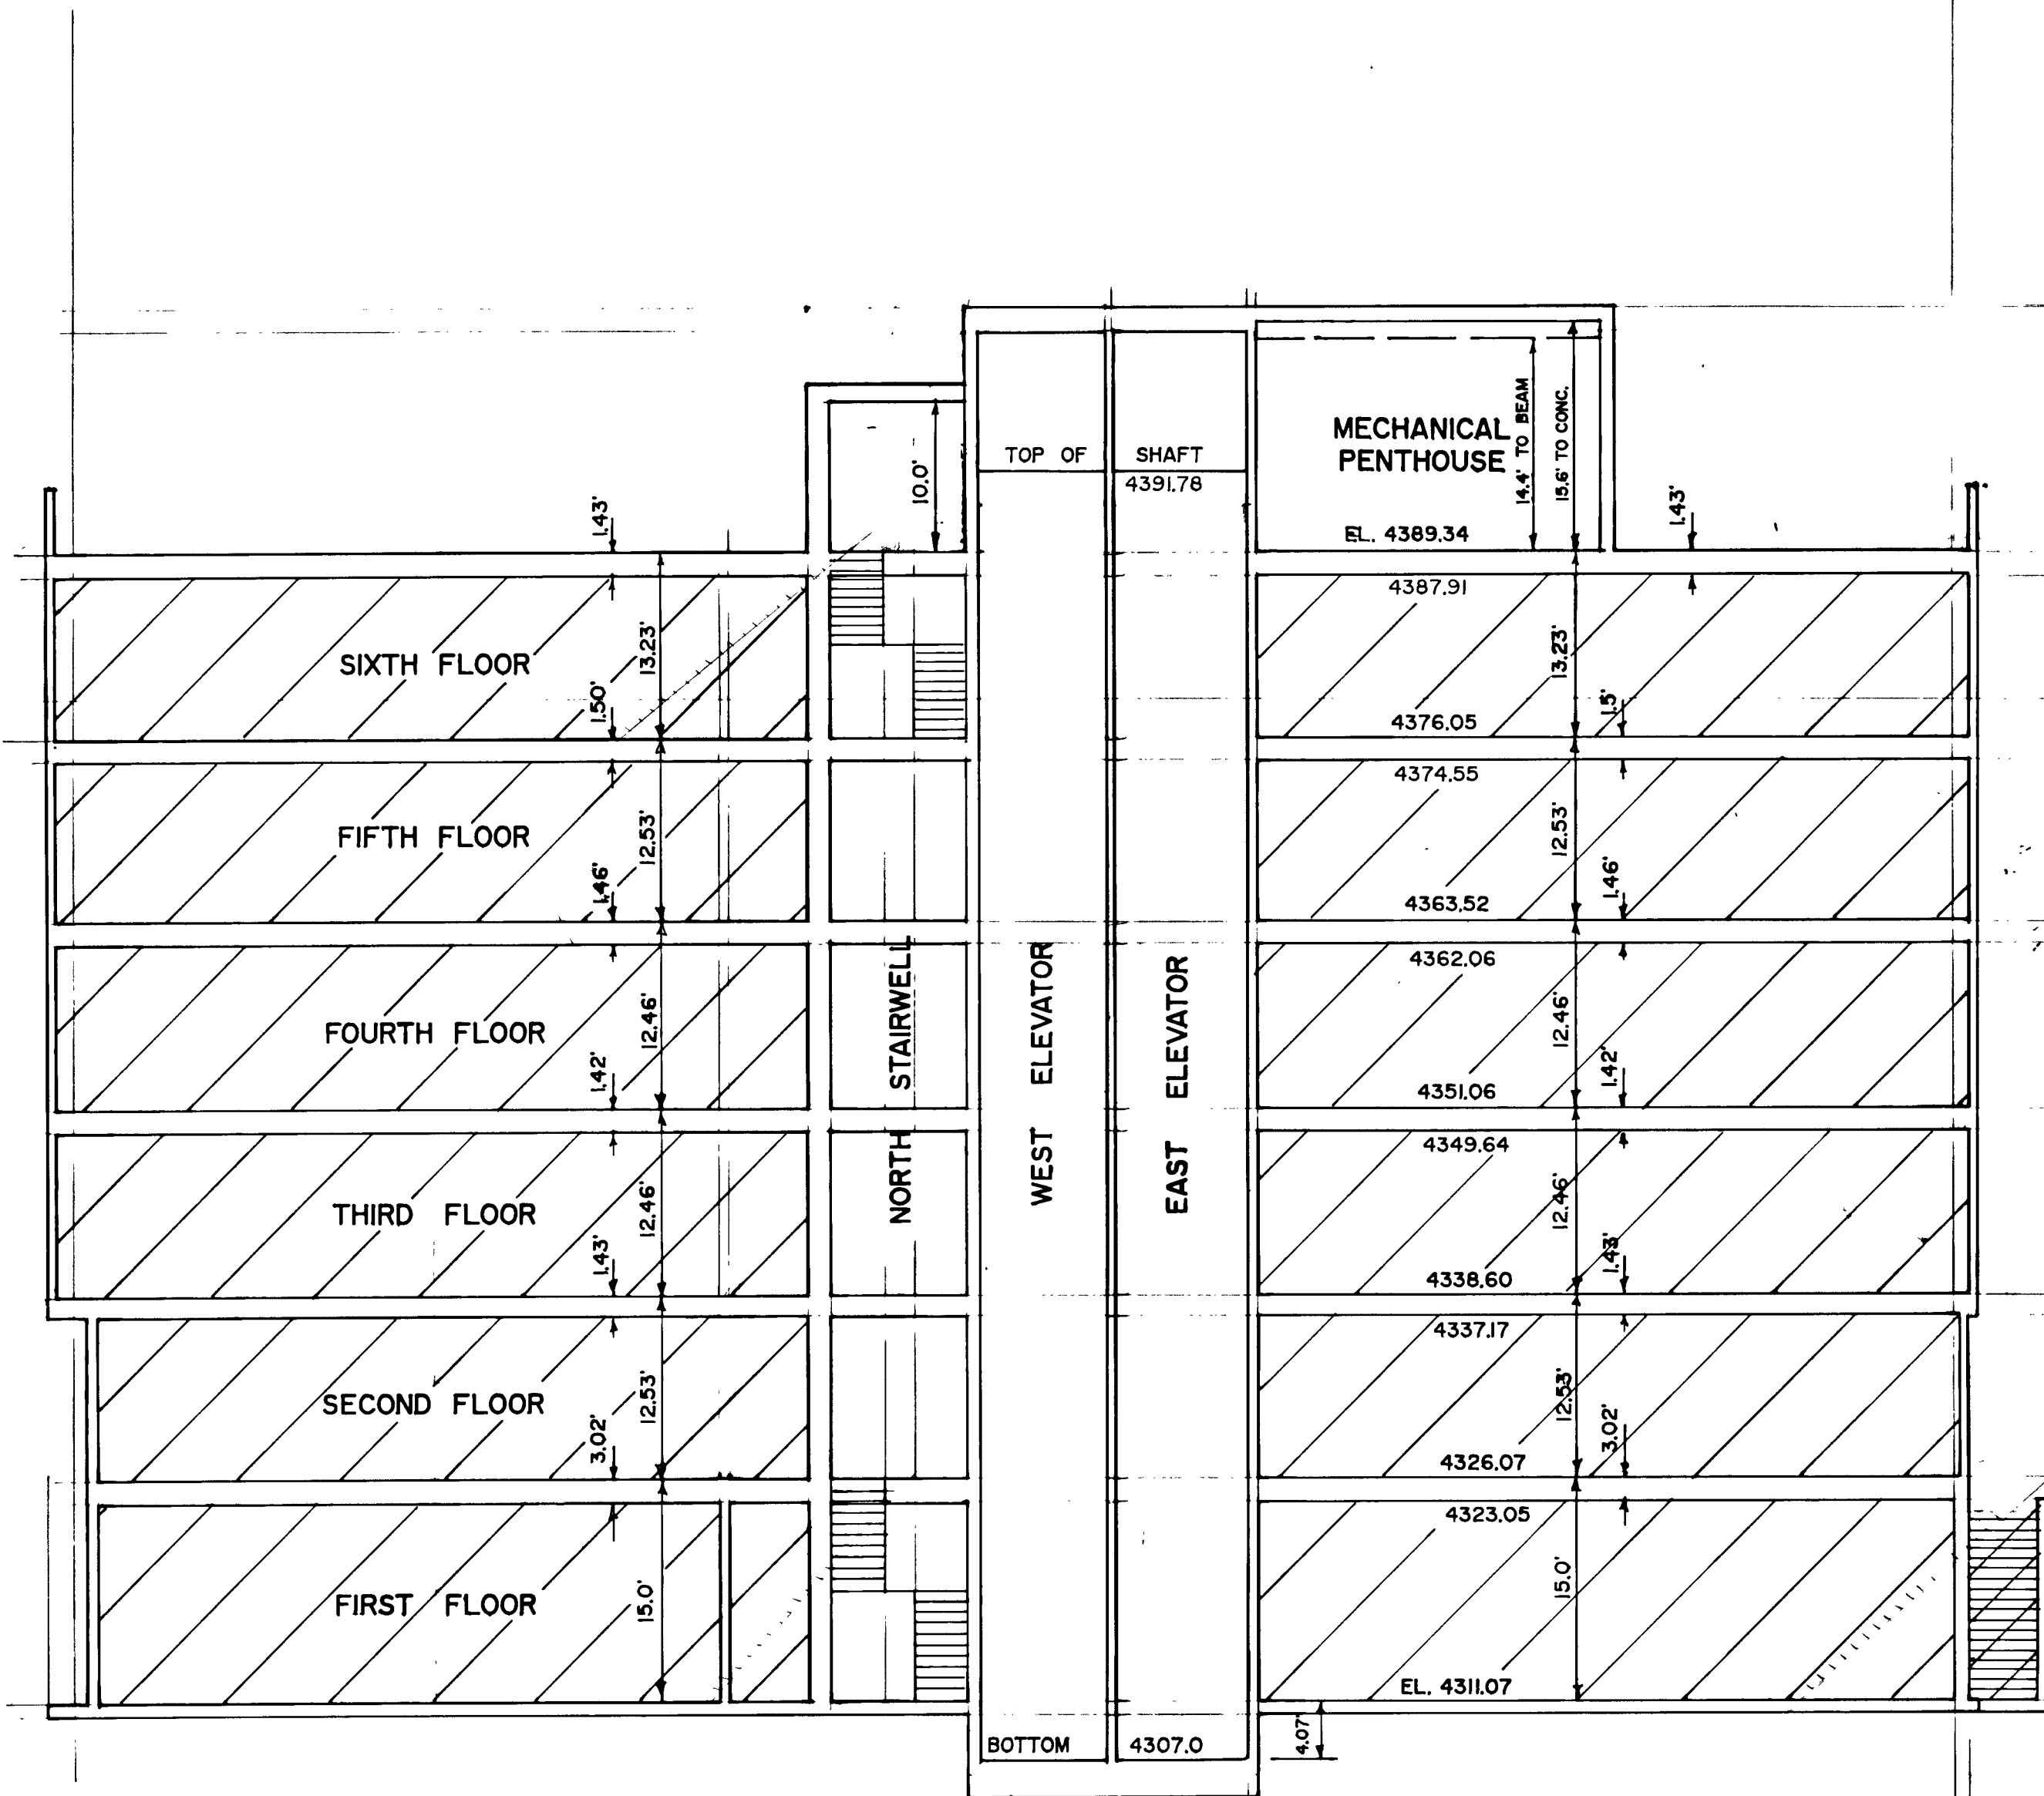 TOP OF SHAFT
4391.78
10.0'
MECHANICAL
PENTHOUSE
14.4' TO BEAM
15.6' TO CONC.
EL. 4389.34
1.43'
1.43'
4387.91
SIXTH FLOOR
13.23'
13.23'
1.50'
1.5'
4376.05
4374.55
FIFTH FLOOR
12.53'
12.53'
1.46'
1.46'
4363.52
4362.06
FOURTH FLOOR
12.46'
12.46'
1.42'
1.42'
4351.06
NORTH STAIRWELL
WEST ELEVATOR
EAST ELEVATOR
4349.64
THIRD FLOOR
12.46'
12.46'
1.43'
1.43'
4338.60
4337.17
SECOND FLOOR
12.53'
12.53'
3.02'
3.02'
4326.07
4323.05
FIRST FLOOR
15.0'
15.0'
EL. 4311.07
BOTTOM 4307.0
4.07'